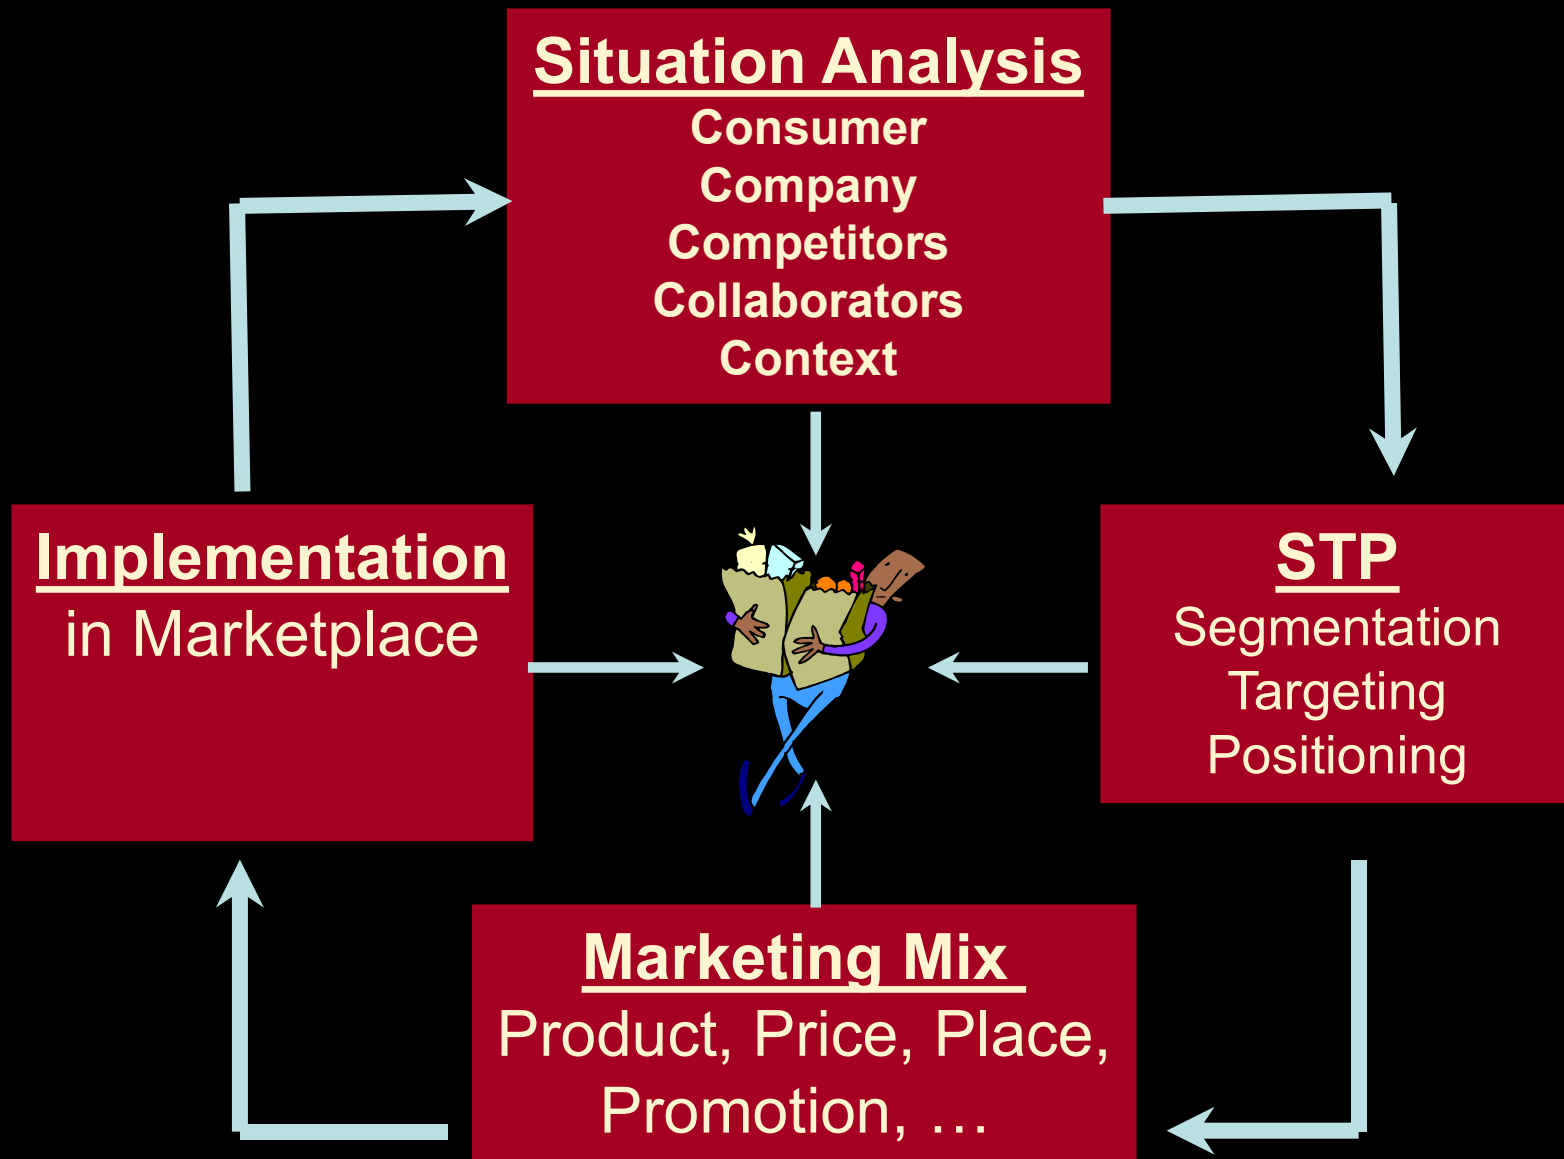 Situation Analysis
Consumer
Company
Competitors
Collaborators
Context
Implementation
in Marketplace
STP
Segmentation
Targeting
Positioning
Marketing Mix
Product, Price, Place,
Promotion, …